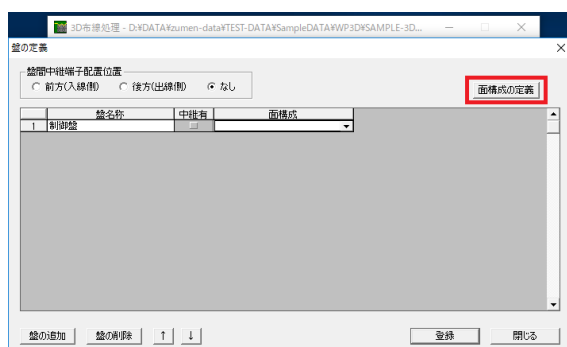 3D布線処理 - D:¥DATA¥zumen-data¥TEST-DATA¥SampleDATA¥WP3D¥SAMPLE-3D...
盤の定義
盤間中継端子配置位置
前方(入線側) 後方(出線側) なし
面構成の定義
盤名称 中継有 面構成
1 制御盤
盤の追加 盤の削除 ↑ ↓ 登録 閉じる